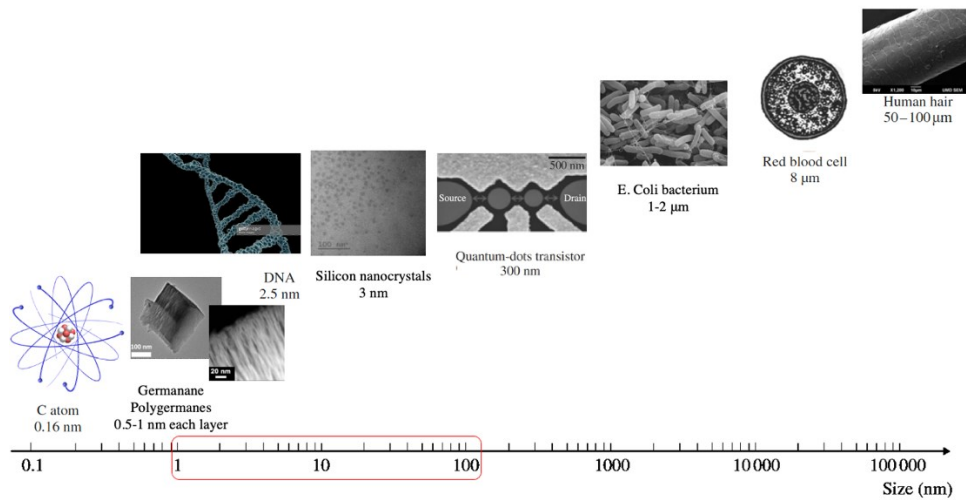 Human hair
50–100 μm
Red blood cell
8 μm
E. Coli bacterium
1-2 μm
500 nm
Source
Drain
Quantum-dots transistor
300 nm
100 nm
Silicon nanocrystals
3 nm
DNA
2.5 nm
100 nm
20 nm
Germanane
Polygermanes
0.5-1 nm each layer
C atom
0.16 nm
0.1 1 10 100 1000 10 000 100 000
Size (nm)